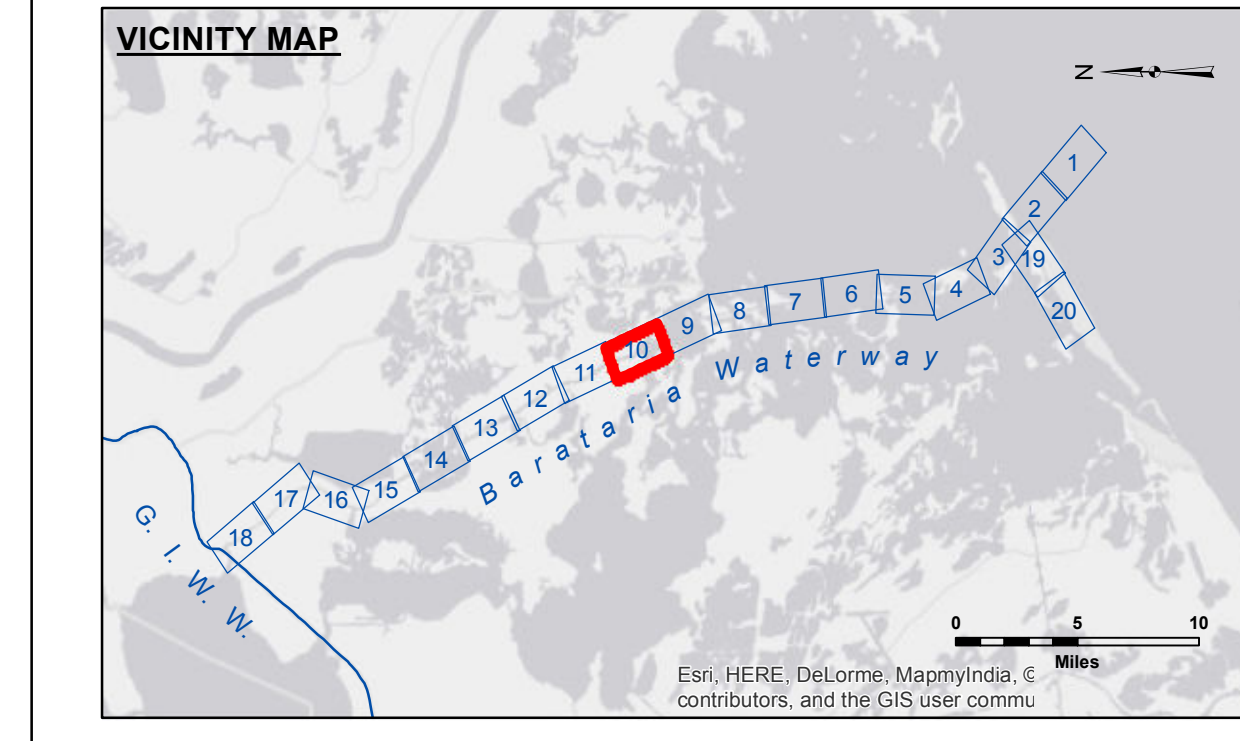 VICINITY MAP
N
1
2
3
19
4
20
5
6
7
8
9
10
11
12
13
14
15
16
17
18
Barataria Waterway
G. I. W. W.
0 5 10
Miles
Esri, HERE, DeLorme, MapmyIndia, ©
contributors, and the GIS user commu